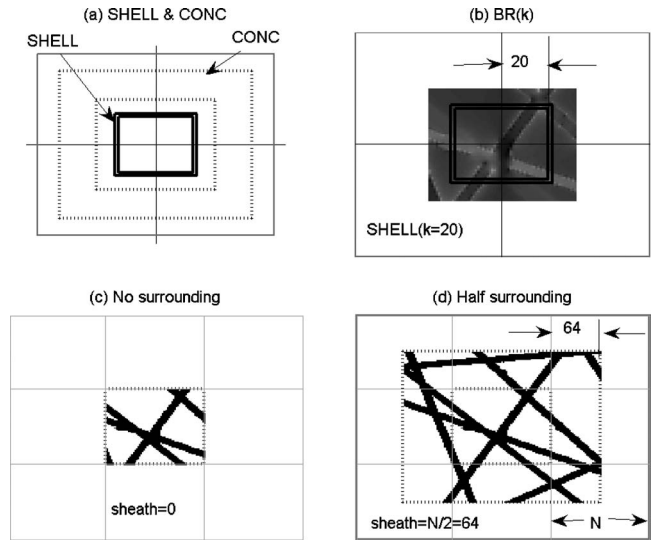 (a) SHELL & CONC
SHELL
CONC
(b) BR(k)
20
SHELL(k=20)
(c) No surrounding
sheath=0
(d) Half surrounding
64
sheath=N/2=64
N